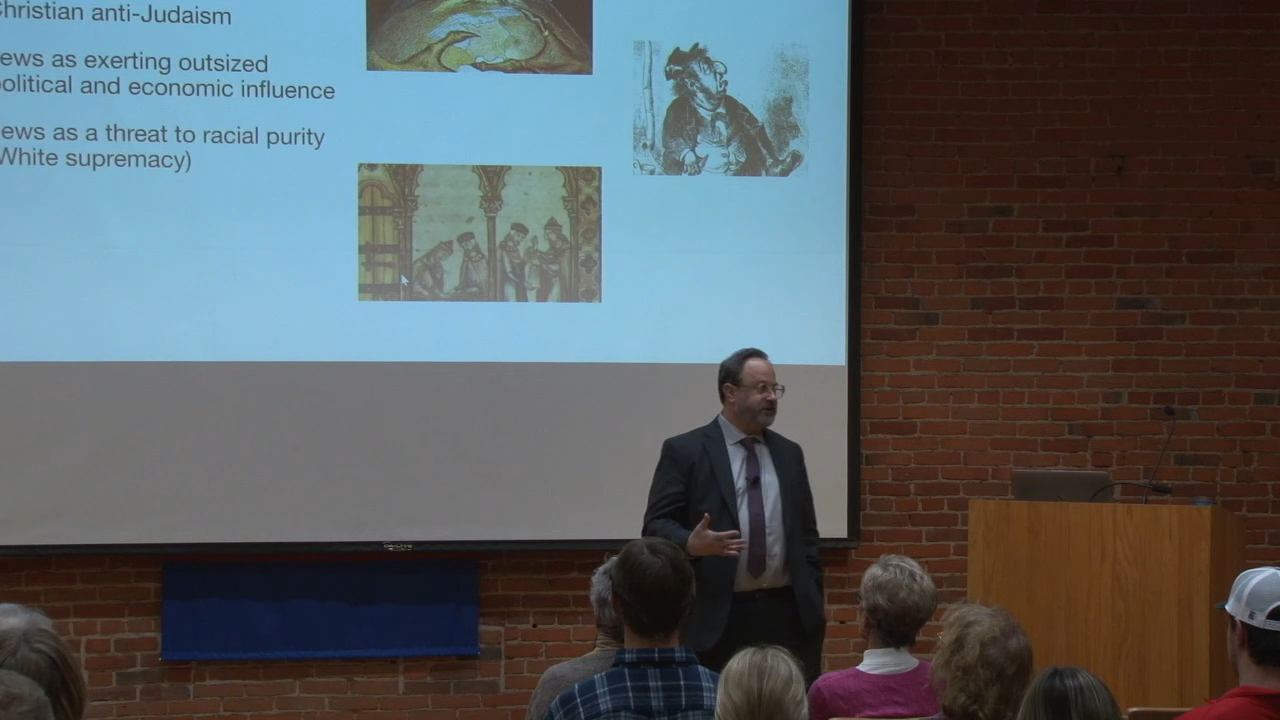 Christian anti-Judaism
ews as exerting outsized
political and economic influence
ews as a threat to racial purity
White supremacy)